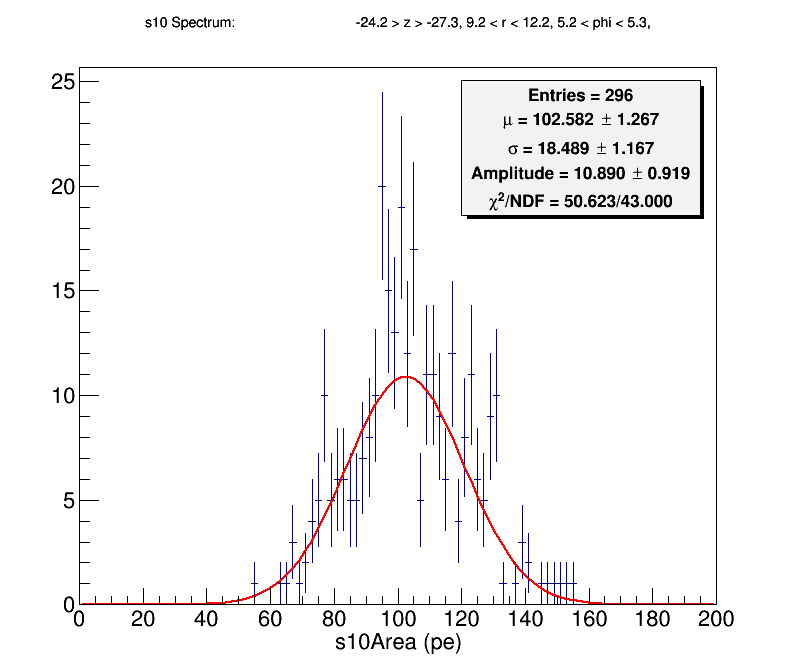 s10 Spectrum: -24.2 > z > -27.3, 9.2 < r < 12.2, 5.2 < phi < 5.3,
Entries = 296
μ = 102.582 ± 1.267
σ = 18.489 ± 1.167
Amplitude = 10.890 ± 0.919
χ²/NDF = 50.623/43.000
25
20
15
10
5
0
0 20 40 60 80 100 120 140 160 180 200
s10Area (pe)